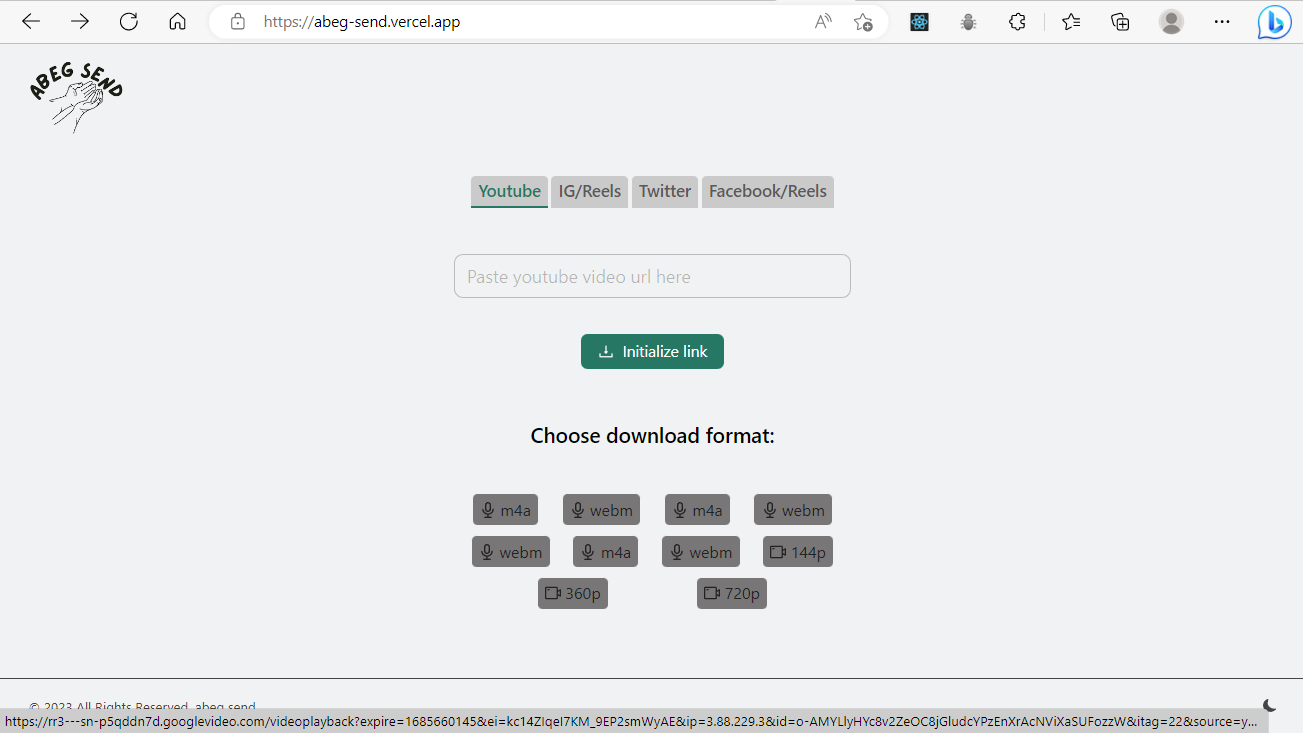 https://abeg-send.vercel.app
ABEG SEND
Youtube IG/Reels Twitter Facebook/Reels
Paste youtube video url here
Initialize link
Choose download format:
m4a webm m4a webm
webm m4a webm 144p
360p 720p
© 2023 All Rights Reserved. abeg send
https://rr3---sn-p5qddn7d.googlevideo.com/videoplayback?expire=1685660145&ei=kc14ZIqeI7KM_9EP2smWyAE&ip=3.88.229.3&id=o-AMYLlyHYc8v2ZeOC8jGludcYPzEnXrAcNViXaSUFozzW&itag=22&source=y...